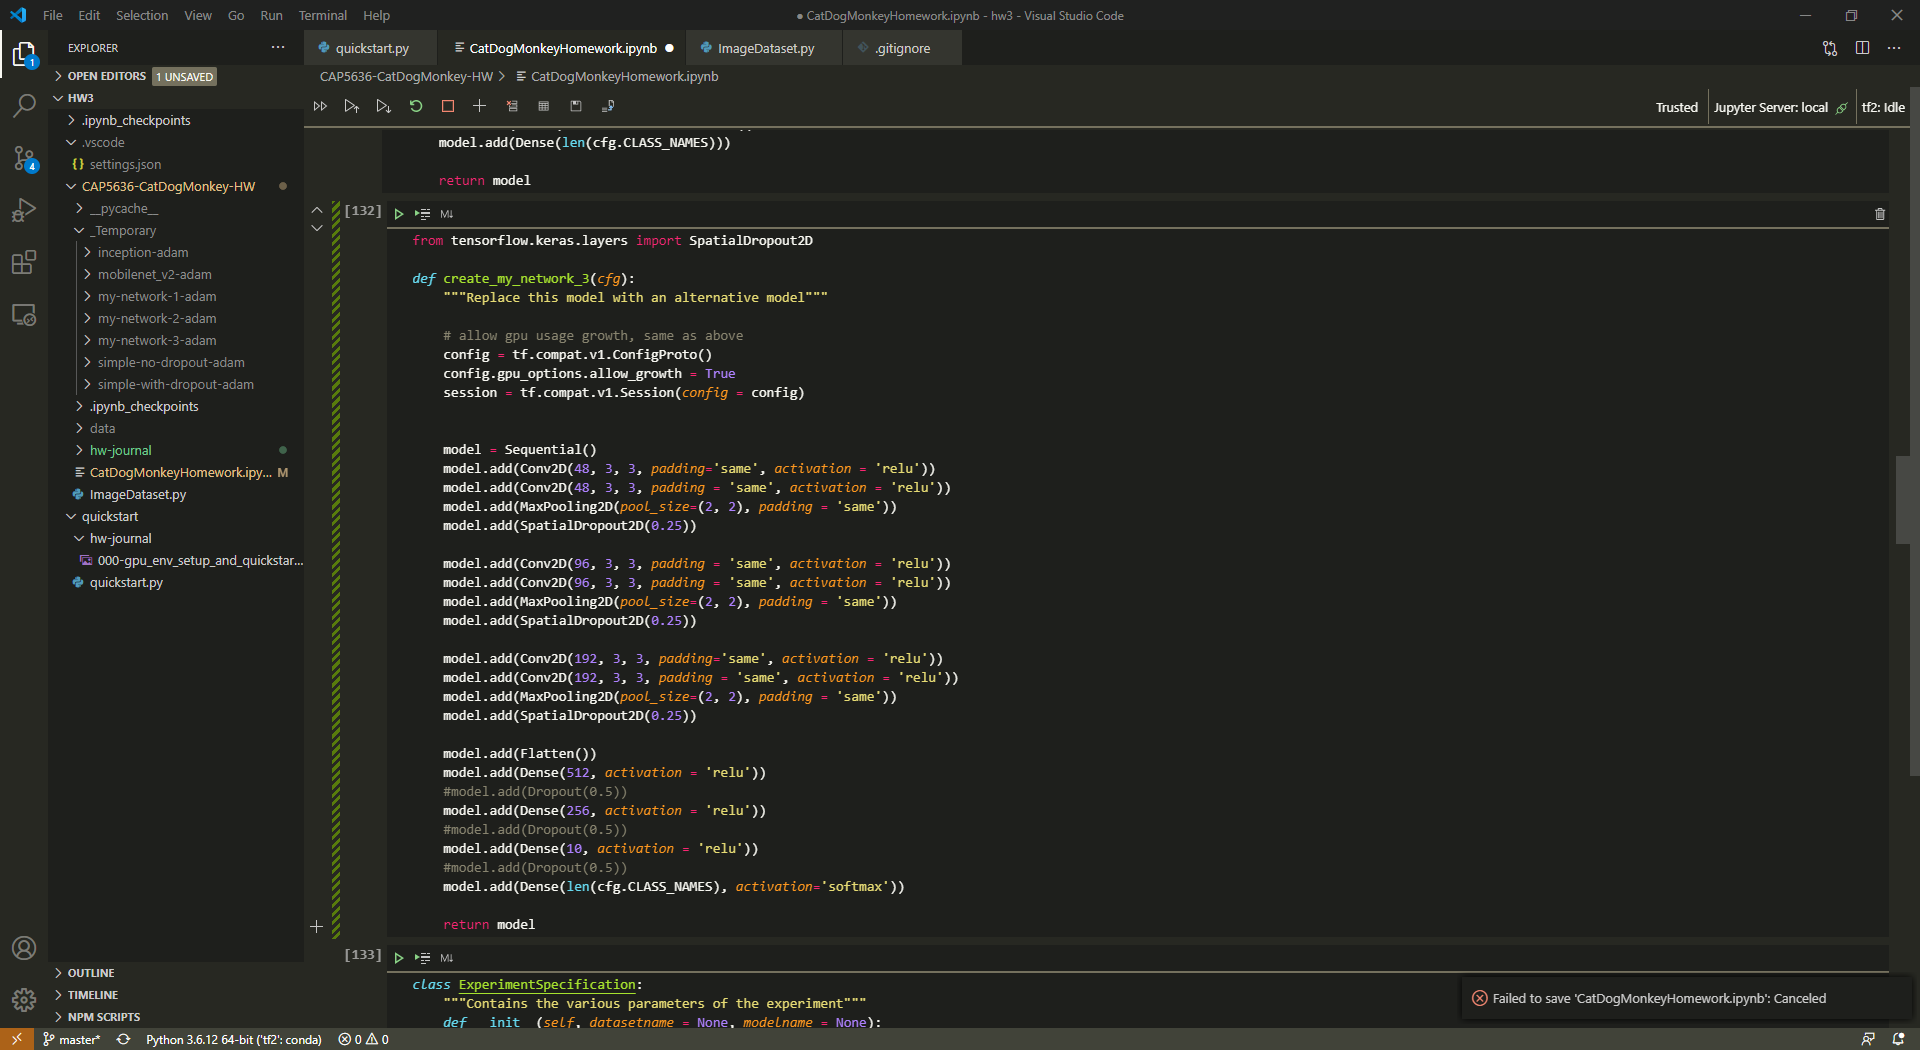 File Edit Selection View Go Run Terminal Help
● CatDogMonkeyHomework.ipynb - hw3 - Visual Studio Code
EXPLORER
OPEN EDITORS 1 UNSAVED
HW3
.ipynb_checkpoints
.vscode
{} settings.json
CAP5636-CatDogMonkey-HW
__pycache__
_Temporary
inception-adam
mobilenet_v2-adam
my-network-1-adam
my-network-2-adam
my-network-3-adam
simple-no-dropout-adam
simple-with-dropout-adam
.ipynb_checkpoints
data
hw-journal
CatDogMonkeyHomework.ipy... M
ImageDataset.py
quickstart
hw-journal
000-gpu_env_setup_and_quickstar...
quickstart.py
OUTLINE
TIMELINE
NPM SCRIPTS
1
4
quickstart.py CatDogMonkeyHomework.ipynb ● ImageDataset.py .gitignore
CAP5636-CatDogMonkey-HW > CatDogMonkeyHomework.ipynb
Trusted Jupyter Server: local tf2: Idle
model.add(Dense(len(cfg.CLASS_NAMES)))
return model
[132]
M↓
from tensorflow.keras.layers import SpatialDropout2D
def create_my_network_3(cfg):
"""Replace this model with an alternative model"""
# allow gpu usage growth, same as above
config = tf.compat.v1.ConfigProto()
config.gpu_options.allow_growth = True
session = tf.compat.v1.Session(config = config)
model = Sequential()
model.add(Conv2D(48, 3, 3, padding='same', activation = 'relu'))
model.add(Conv2D(48, 3, 3, padding = 'same', activation = 'relu'))
model.add(MaxPooling2D(pool_size=(2, 2), padding = 'same'))
model.add(SpatialDropout2D(0.25))
model.add(Conv2D(96, 3, 3, padding = 'same', activation = 'relu'))
model.add(Conv2D(96, 3, 3, padding = 'same', activation = 'relu'))
model.add(MaxPooling2D(pool_size=(2, 2), padding = 'same'))
model.add(SpatialDropout2D(0.25))
model.add(Conv2D(192, 3, 3, padding='same', activation = 'relu'))
model.add(Conv2D(192, 3, 3, padding = 'same', activation = 'relu'))
model.add(MaxPooling2D(pool_size=(2, 2), padding = 'same'))
model.add(SpatialDropout2D(0.25))
model.add(Flatten())
model.add(Dense(512, activation = 'relu'))
#model.add(Dropout(0.5))
model.add(Dense(256, activation = 'relu'))
#model.add(Dropout(0.5))
model.add(Dense(10, activation = 'relu'))
#model.add(Dropout(0.5))
model.add(Dense(len(cfg.CLASS_NAMES), activation='softmax'))
return model
[133]
M↓
class ExperimentSpecification:
"""Contains the various parameters of the experiment"""
def __init__(self, datasetname = None, modelname = None):
Failed to save 'CatDogMonkeyHomework.ipynb': Canceled
master* Python 3.6.12 64-bit ('tf2': conda) 0 0